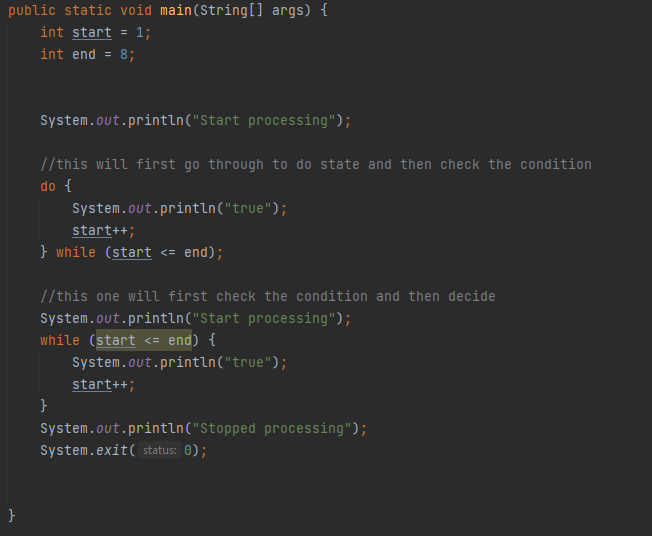 public static void main(String[] args) {
    int start = 1;
    int end = 8;
    System.out.println("Start processing");
    //this will first go through to do state and then check the condition
    do {
        System.out.println("true");
        start++;
    } while (start <= end);
    //this one will first check the condition and then decide
    System.out.println("Start processing");
    while (start <= end) {
        System.out.println("true");
        start++;
    }
    System.out.println("Stopped processing");
    System.exit( status: 0);
}